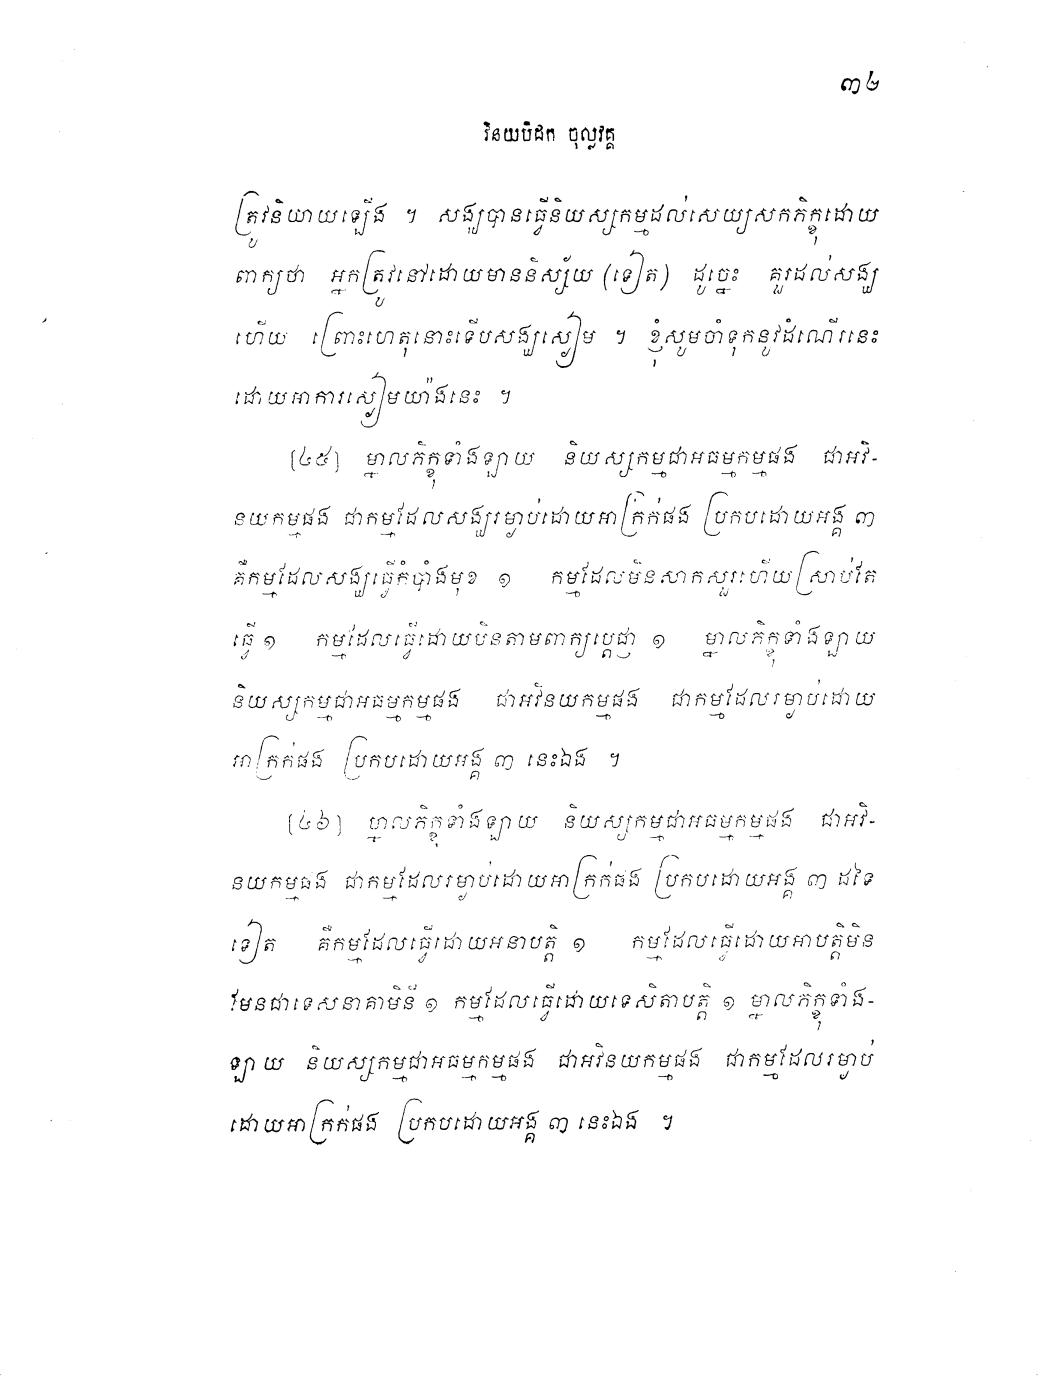 ៣៤
វិនយបិដក ចុល្លវគ្គ
ត្រូវនិយាយឡើង ។ សង្ឃបានធ្វើនិយស្សកម្មដល់សេយ្យសកភិក្ខុដោយ
ពាក្យថា អ្នកត្រូវនៅដោយមាននិស្ស័យ (ទៀត) ដូច្នេះ គួរដល់សង្ឃ
ហើយ ព្រោះហេតុនោះទើបសង្ឃស្ងៀម ។ ខ្ញុំសូមចាំទុកនូវដំណើរនេះ
ដោយអាការស្ងៀមយ៉ាងនេះ ។
[៤៥] ម្នាលភិក្ខុទាំងឡាយ និយស្សកម្មជាអធម្មកម្មផង ជាអវិ-
នយកម្មផង ជាកម្មដែលសង្ឃរម្ងាប់ដោយអាក្រក់ផង ប្រកបដោយអង្គ ៣
គឺកម្មដែលសង្ឃធ្វើកំបាំងមុខ ១ កម្មដែលមិនសាកសួរហើយស្រាប់តែ
ធ្វើ ១ កម្មដែលធ្វើដោយមិនតាមពាក្យប្តេជ្ញា ១ ម្នាលភិក្ខុទាំងឡាយ
និយស្សកម្មជាអធម្មកម្មផង ជាអវិនយកម្មផង ជាកម្មដែលរម្ងាប់ដោយ
អាក្រក់ផង ប្រកបដោយអង្គ ៣ នេះឯង ។
[៤៦] ម្នាលភិក្ខុទាំងឡាយ និយស្សកម្មជាអធម្មកម្មផង ជាអវិ-
នយកម្មផង ជាកម្មដែលរម្ងាប់ដោយអាក្រក់ផង ប្រកបដោយអង្គ ៣ ដទៃ
ទៀត គឺកម្មដែលធ្វើដោយអនាបត្តិ ១ កម្មដែលធ្វើដោយអាបត្តិមិន
មែនជាទេសនាគាមិនី ១ កម្មដែលធ្វើដោយទេសិតាបត្តិ ១ ម្នាលភិក្ខុទាំង-
ឡាយ និយស្សកម្មជាអធម្មកម្មផង ជាអវិនយកម្មផង ជាកម្មដែលរម្ងាប់
ដោយអាក្រក់ផង ប្រកបដោយអង្គ ៣ នេះឯង ។